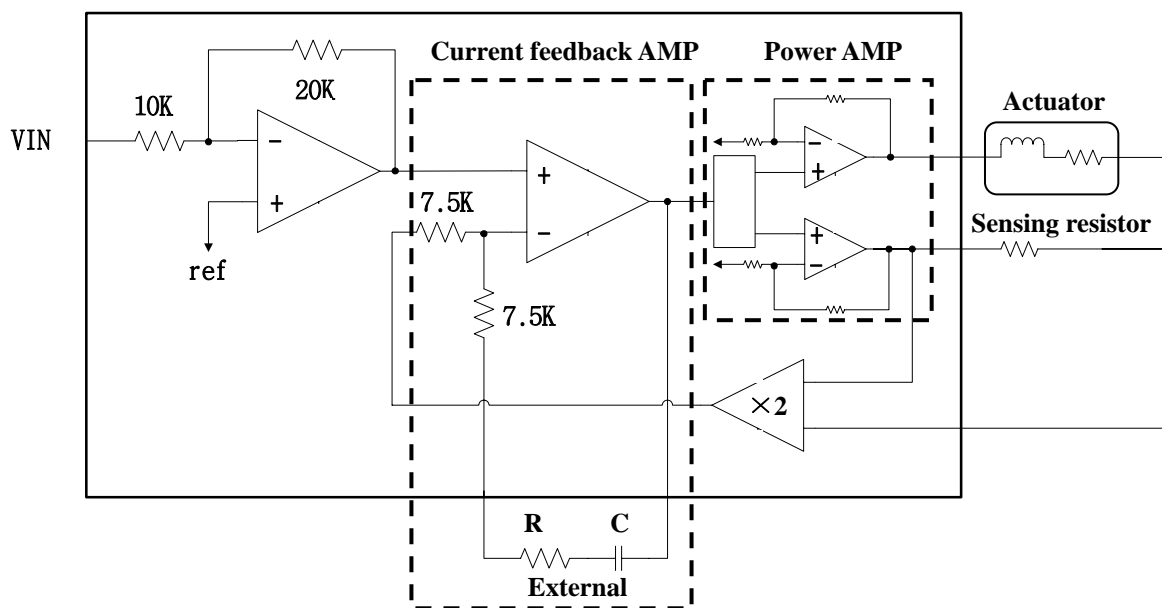 Current feedback AMP
Power AMP
20K
10K
Actuator
VIN
−
+
ref
7.5K
+
−
7.5K
−
+
+
−
Sensing resistor
×2
R
C
External